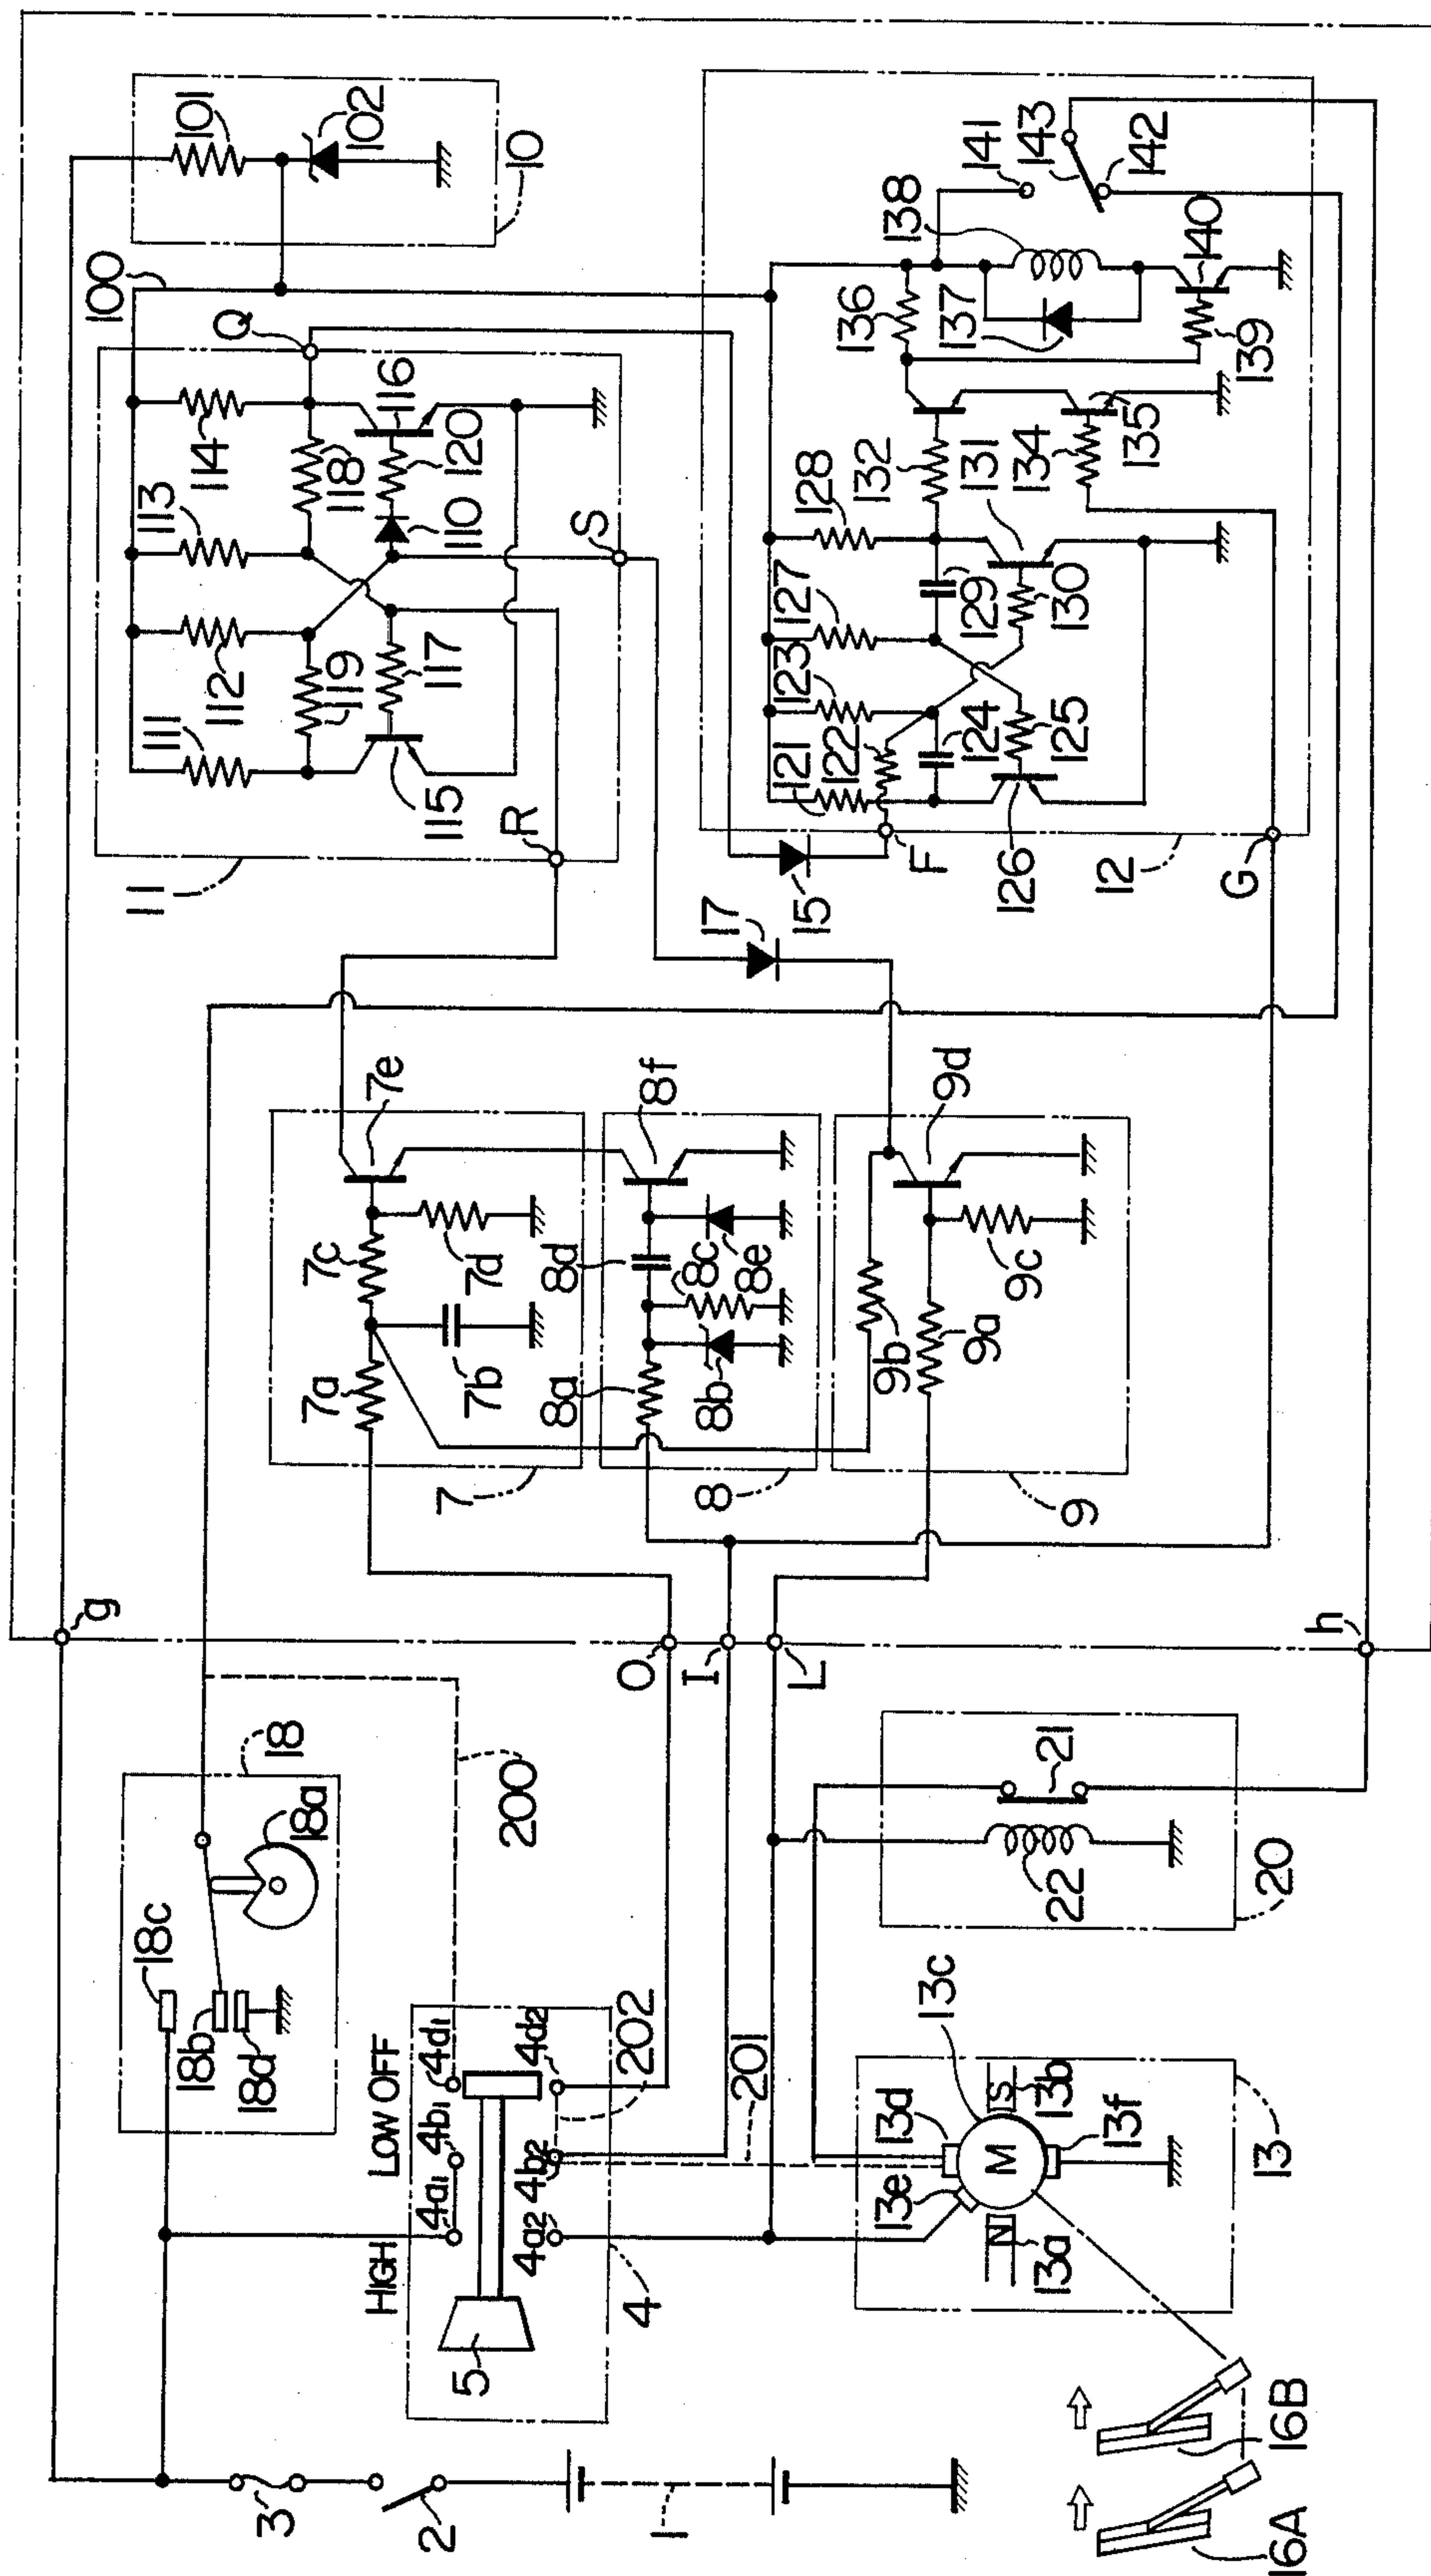 g
100
101
102
10
11
111
112
113
114
Q
118
119
117
110
120
116
115
R
S
7a
7b
7c
7d
7e
7
8a
8b
8c
8d
8e
8f
8
9a
9b
9c
9d
9
17
15
F
G
12
121
122
123
124
125
126
127
128
129
130
131
132
134
135
136
137
138
139
140
141
142
143
O
I
L
h
18
18a
18b
18c
18d
200
HIGH
LOW OFF
4a1
4b1
4d1
4a2
4b2
4d2
4
5
202
201
20
21
22
13
13a
13b
13c
13d
13e
13f
N
M
S
1
2
3
16A
16B